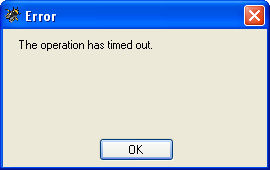 Error
The operation has timed out.
OK